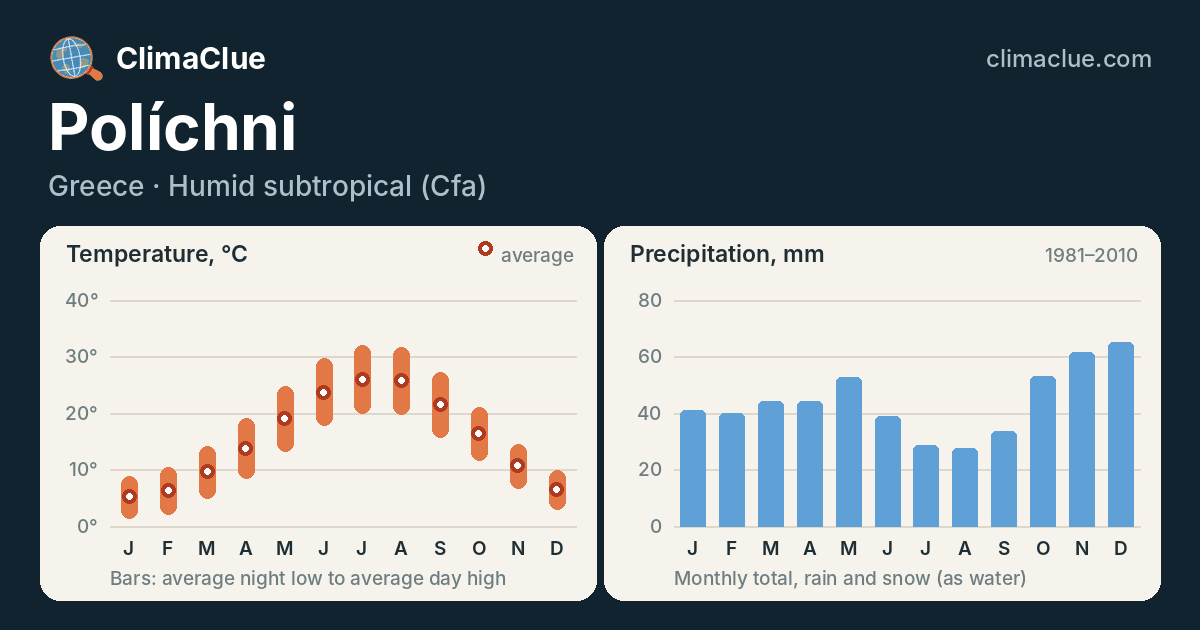 ClimaClue
climaclue.com
Políchni
Greece · Humid subtropical (Cfa)
Temperature, °C
average
40°
30°
20°
10°
0°
J F M A M J J A S O N D
Bars: average night low to average day high
Precipitation, mm
1981–2010
80
60
40
20
0
J F M A M J J A S O N D
Monthly total, rain and snow (as water)